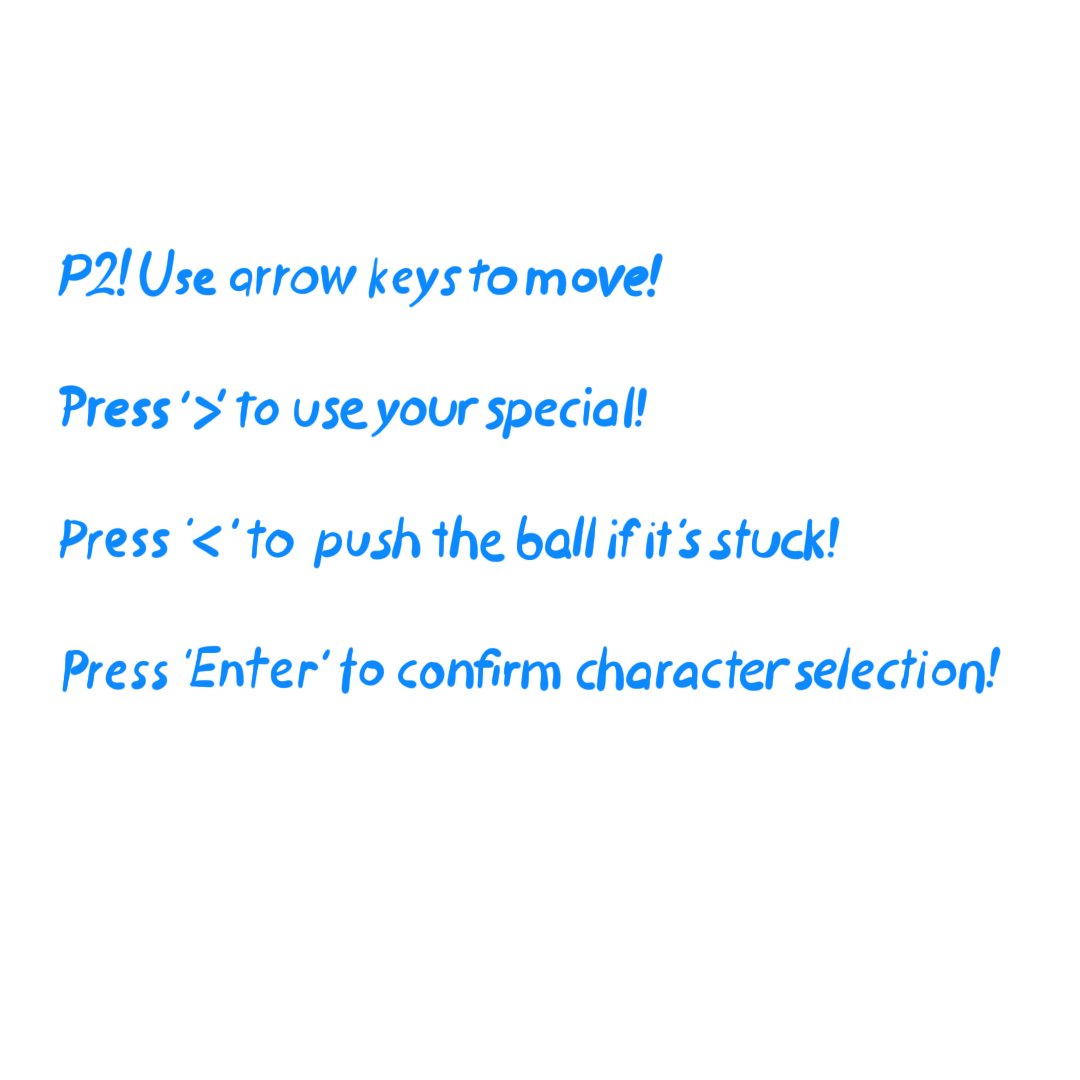 P2! Use arrow keys to move!
Press '>' to use your special!
Press '<' to push the ball if it's stuck!
Press 'Enter' to confirm character selection!